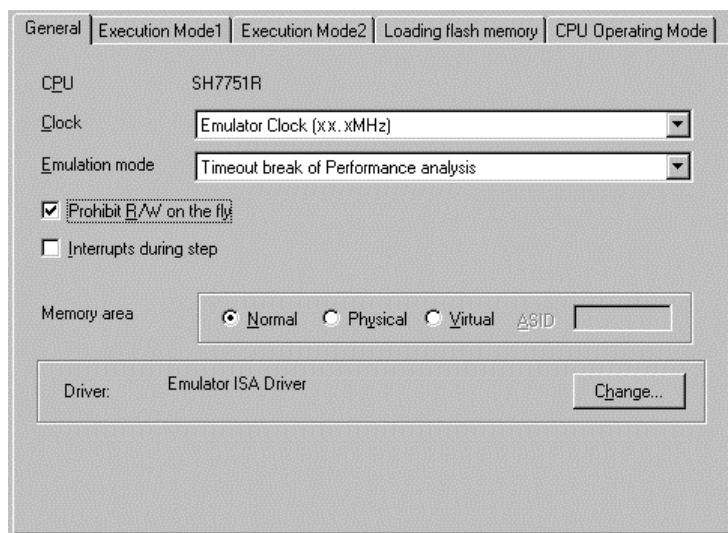 General Execution Mode1 Execution Mode2 Loading flash memory CPU Operating Mode
CPU SH7751R
Clock Emulator Clock (xx.xMHz)
Emulation mode Timeout break of Performance analysis
Prohibit R/W on the fly
Interrupts during step
Memory area Normal Physical Virtual ASID
Driver: Emulator ISA Driver Change...